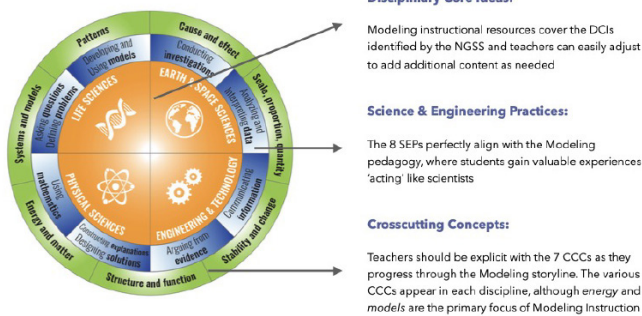 Disciplinary Core Ideas:
Modeling instructional resources cover the DCIs
identified by the NGSS and teachers can easily adjust
to add additional content as needed
Science & Engineering Practices:
The 8 SEPs perfectly align with the Modeling
pedagogy, where students gain valuable experiences
'acting' like scientists
Crosscutting Concepts:
Teachers should be explicit with the 7 CCCs as they
progress through the Modeling storyline. The various
CCCs appear in each discipline, although energy and
models are the primary focus of Modeling Instruction
Patterns
Cause and effect
Scale, proportion, quantity
Stability and change
Structure and function
Energy and matter
Systems and models
Developing and
Using models
Conducting
investigations
Analyzing and
Interpreting data
Communicating
information
Arguing from
evidence
Constructing explanations
Designing solutions
Using
mathematics
Asking questions
Defining problems
LIFE SCIENCES
EARTH & SPACE SCIENCES
ENGINEERING & TECHNOLOGY
PHYSICAL SCIENCES